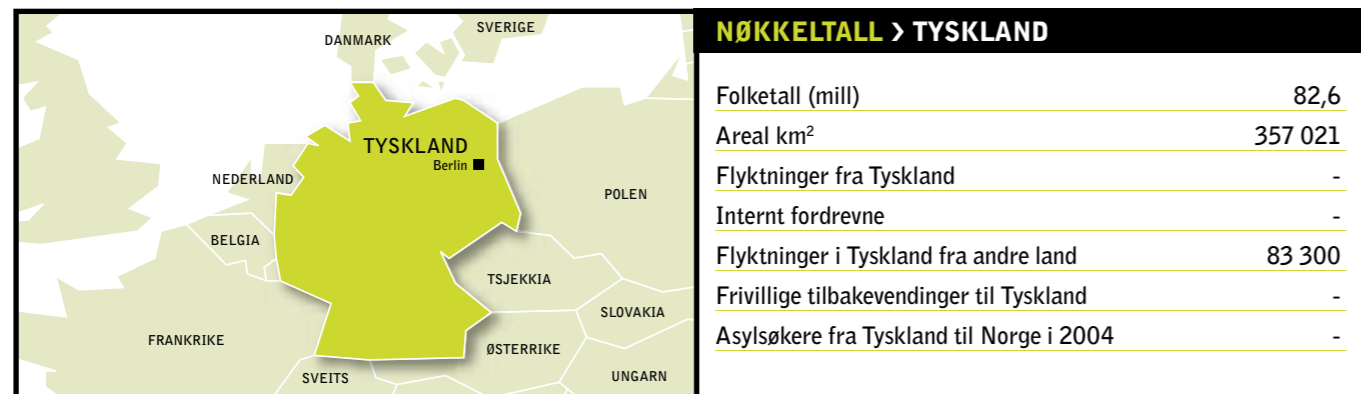 DANMARK
SVERIGE
TYSKLAND
Berlin
NEDERLAND
POLEN
BELGIA
TSJEKKIA
SLOVAKIA
FRANKRIKE
ØSTERRIKE
SVEITS
UNGARN
NØKKELTALL › TYSKLAND
Folketall (mill) 82,6
Areal km² 357 021
Flyktninger fra Tyskland -
Internt fordrevne -
Flyktninger i Tyskland fra andre land 83 300
Frivillige tilbakevendinger til Tyskland -
Asylsøkere fra Tyskland til Norge i 2004 -